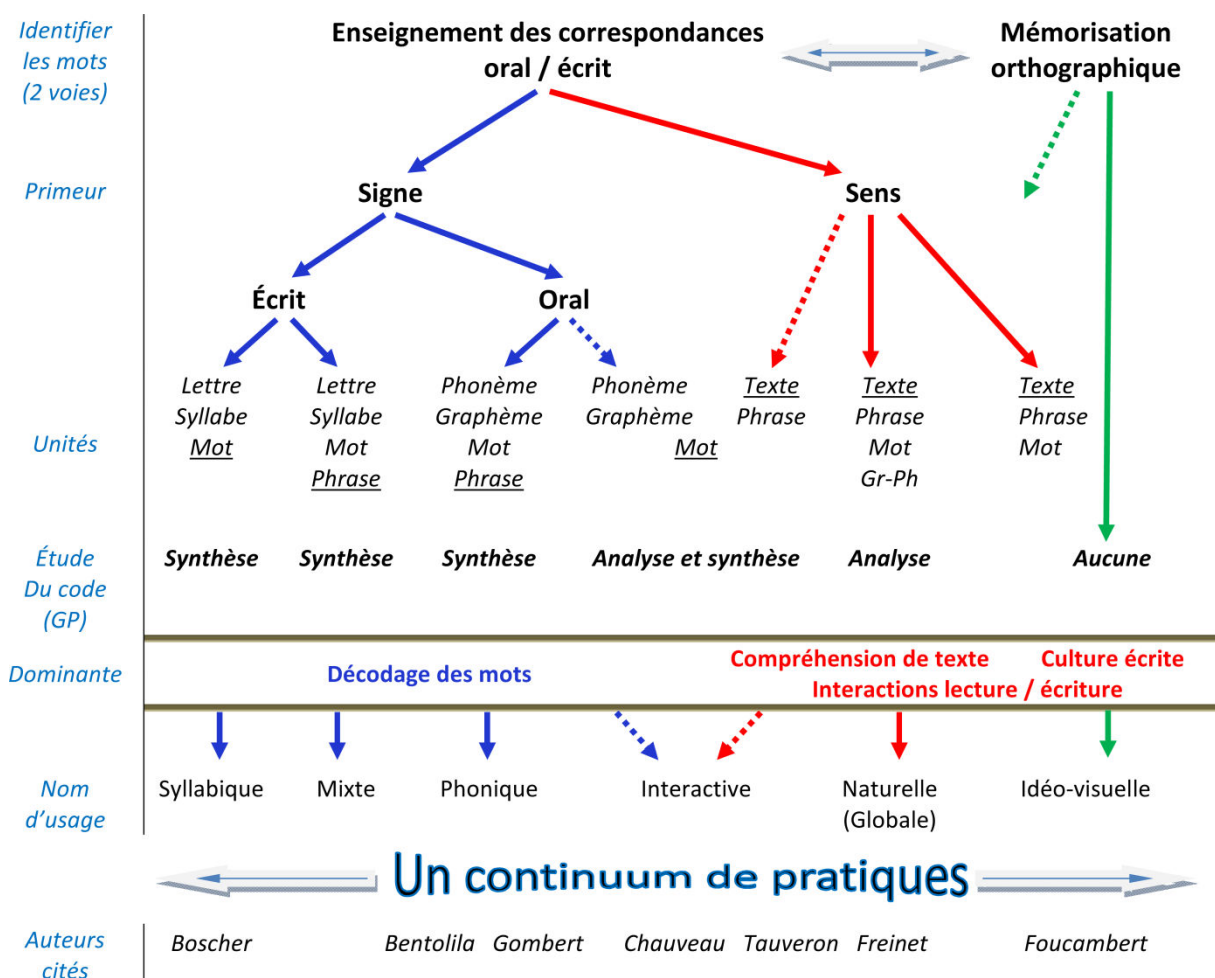 Identifier
les mots
(2 voies)
Enseignement des correspondances
oral / écrit
Mémorisation
orthographique
Primeur
Signe
Sens
Écrit
Oral
Unités
Lettre
Syllabe
Mot
Lettre
Syllabe
Mot
Phrase
Phonème
Graphème
Mot
Phrase
Phonème
Graphème
Mot
Texte
Phrase
Texte
Phrase
Mot
Gr-Ph
Texte
Phrase
Mot
Étude
Du code
(GP)
Synthèse
Synthèse
Synthèse
Analyse et synthèse
Analyse
Aucune
Dominante
Décodage des mots
Compréhension de texte
Culture écrite
Interactions lecture / écriture
Nom
d’usage
Syllabique
Mixte
Phonique
Interactive
Naturelle
(Globale)
Idéo-visuelle
Un continuum de pratiques
Auteurs
cités
Boscher
Bentolila
Gombert
Chauveau
Tauveron
Freinet
Foucambert